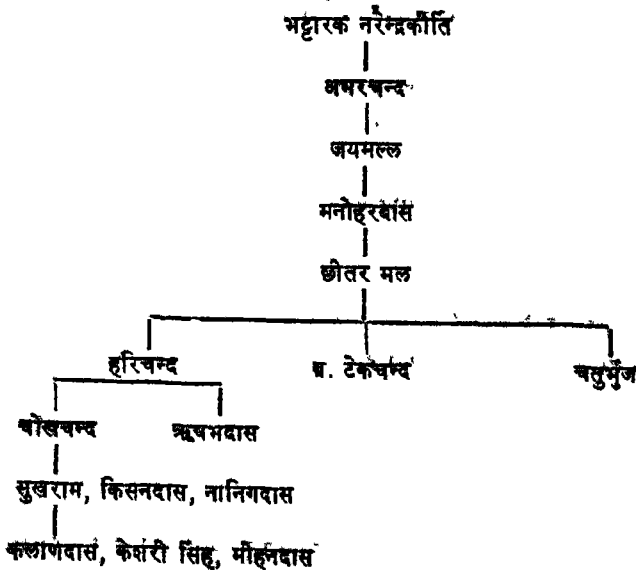 भट्टारक नरेन्द्रकीर्ति
अमरचन्द
जयमल्ल
मनोहरदास
छीतर मल
हरिचन्द ब्र. टेकचन्द चतुर्भुज
चोखचन्द ऋषभदास
सुखराम, किसनदास, नानिगदास
कलाणदास, केशरी सिंह, मोहनदास